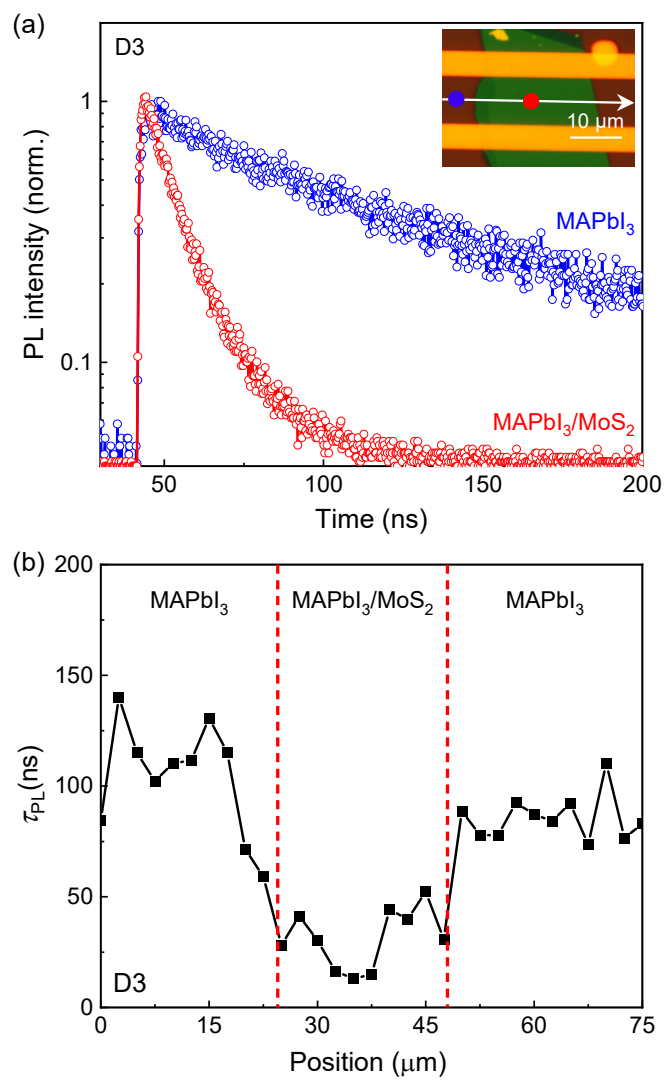 (a)
D3
10 μm
MAPbI₃
MAPbI₃/MoS₂
PL intensity (norm.)
1
0.1
50
100
150
200
Time (ns)
(b)
200
150
100
50
0
MAPbI₃
MAPbI₃/MoS₂
MAPbI₃
τPL(ns)
D3
0
15
30
45
60
75
Position (μm)